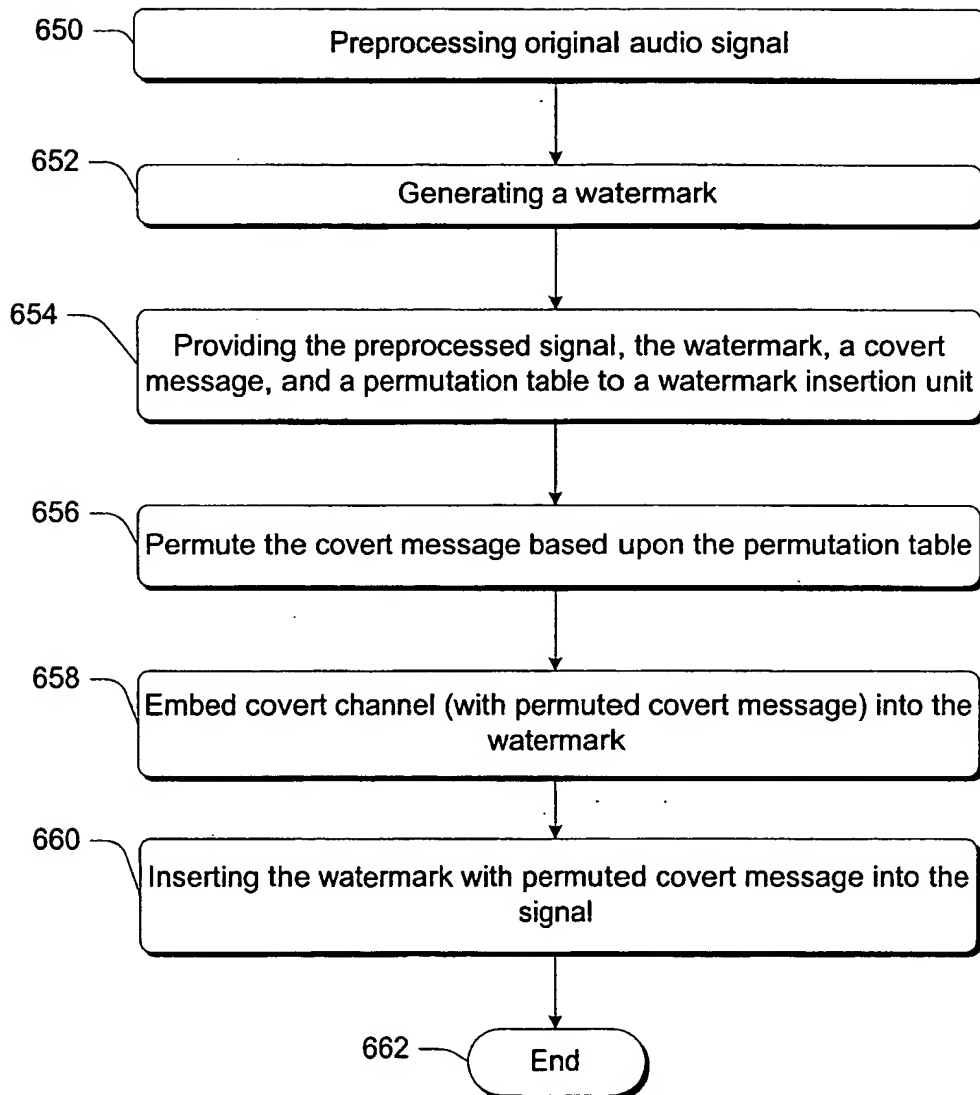 650
Preprocessing original audio signal
652
Generating a watermark
654
Providing the preprocessed signal, the watermark, a covert
message, and a permutation table to a watermark insertion unit
656
Permute the covert message based upon the permutation table
658
Embed covert channel (with permuted covert message) into the
watermark
660
Inserting the watermark with permuted covert message into the
signal
662
End